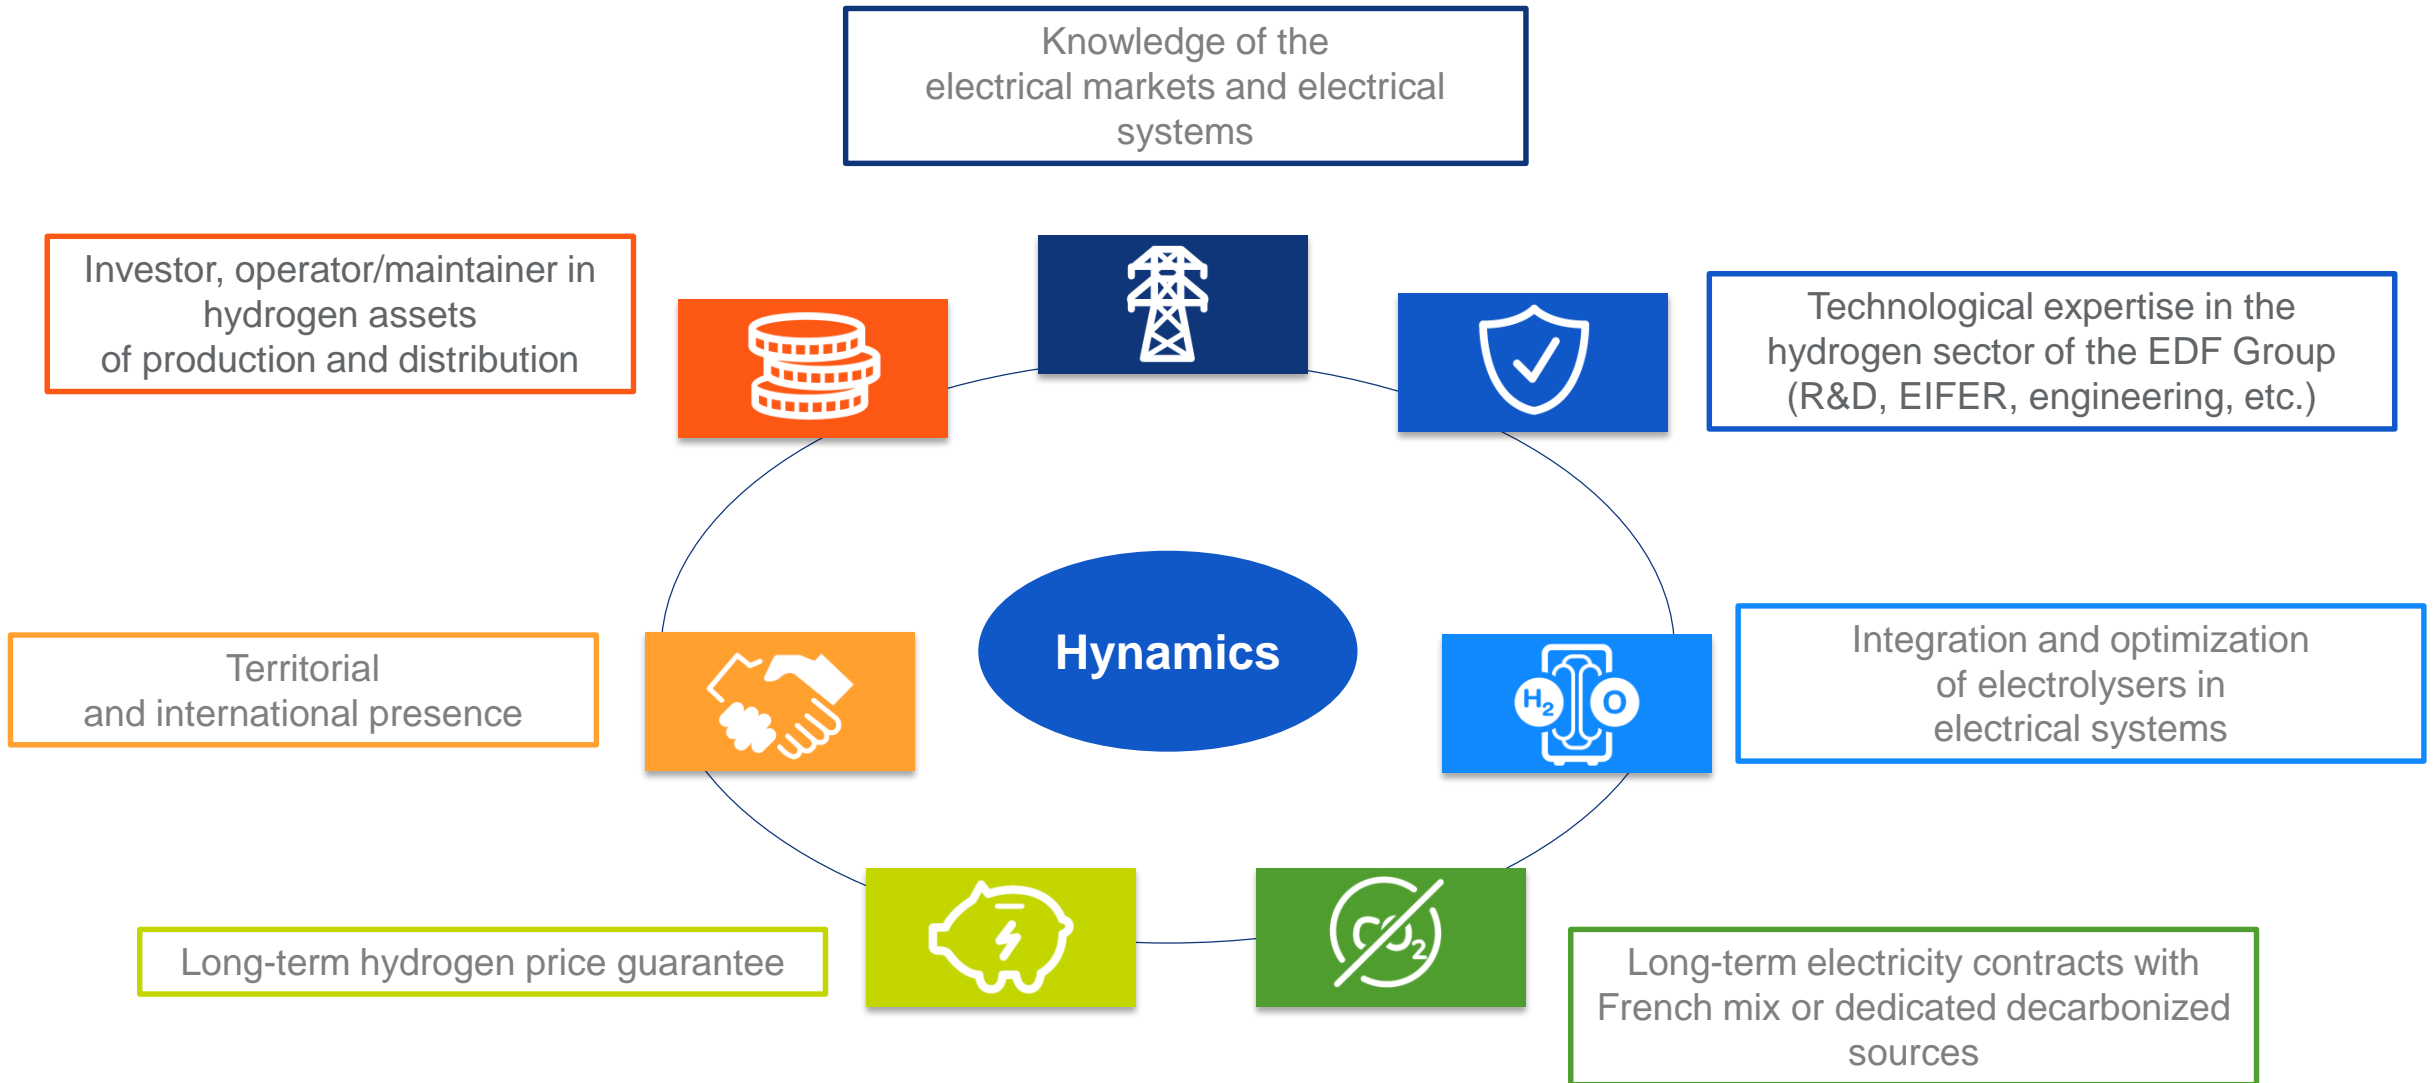 Knowledge of the
electrical markets and electrical
systems
Investor, operator/maintainer in
hydrogen assets
of production and distribution
Technological expertise in the
hydrogen sector of the EDF Group
(R&D, EIFER, engineering, etc.)
Territorial
and international presence
Hynamics
H₂ O
Integration and optimization
of electrolysers in
electrical systems
Long-term hydrogen price guarantee
CO₂
Long-term electricity contracts with
French mix or dedicated decarbonized
sources